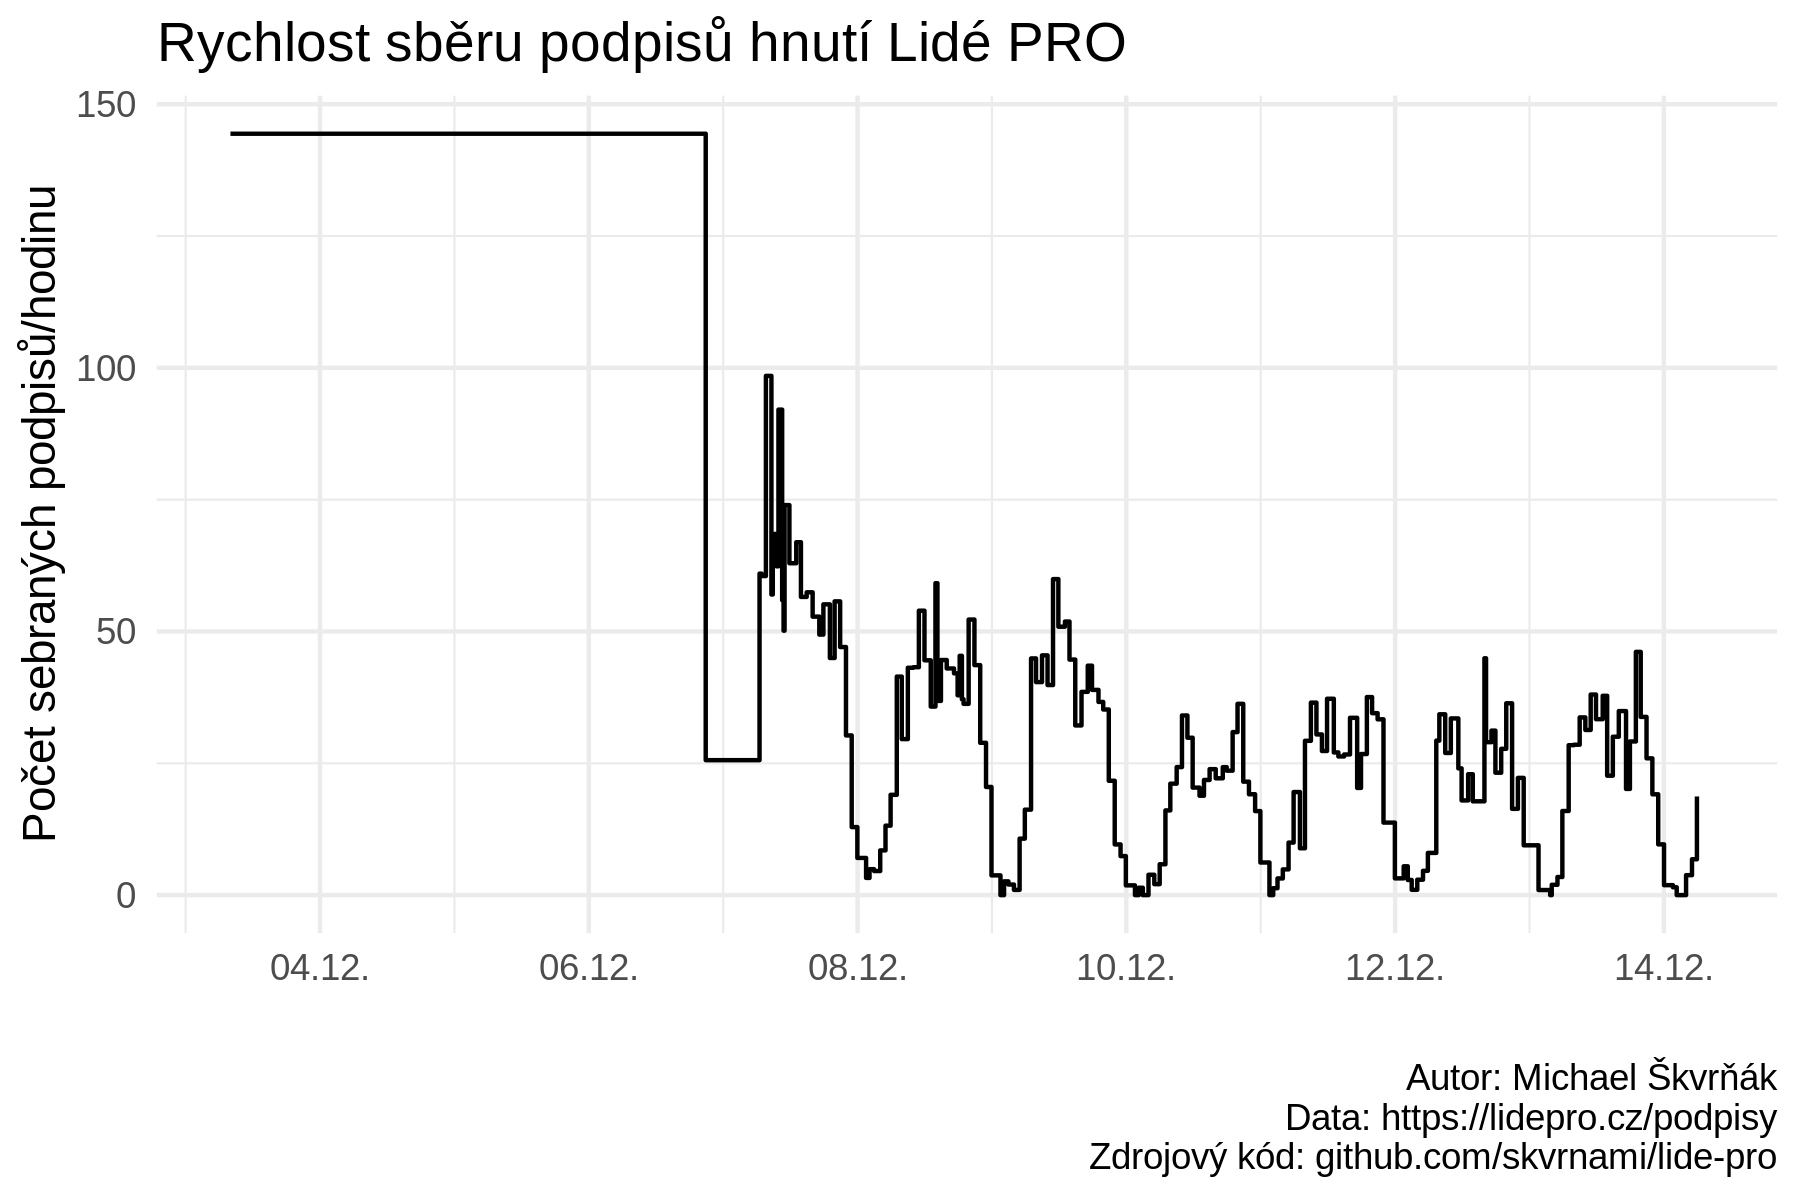 Rychlost sběru podpisů hnutí Lidé PRO
Počet sebraných podpisů/hodinu
150
100
50
0
04.12.
06.12.
08.12.
10.12.
12.12.
14.12.
Autor: Michael Škvrňák
Data: https://lidepro.cz/podpisy
Zdrojový kód: github.com/skvrnami/lide-pro